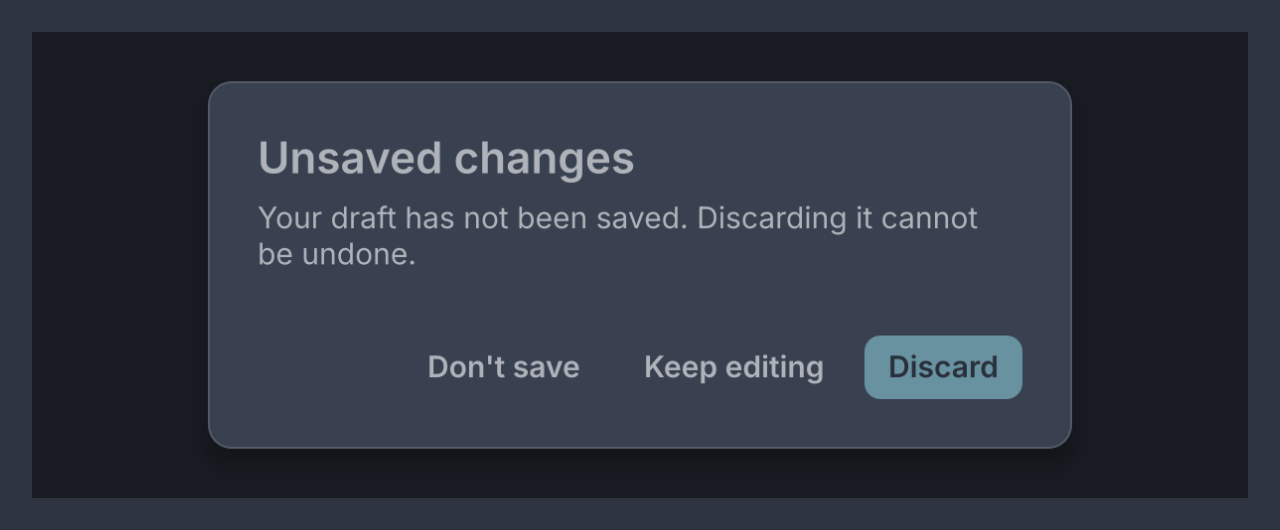 Unsaved changes
Your draft has not been saved. Discarding it cannot
be undone.
Don't save
Keep editing
Discard